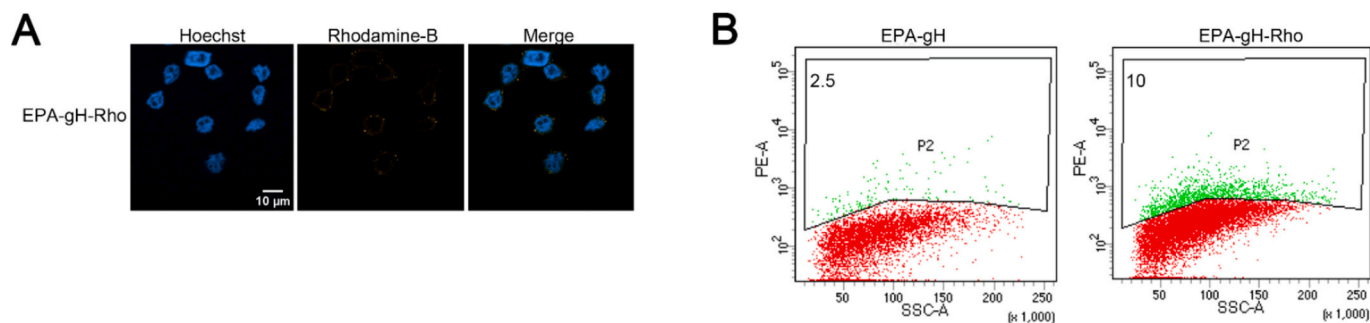 A
Hoechst Rhodamine-B Merge
EPA-gH-Rho
10 μm
B
EPA-gH
2.5
P2
PE-A
10^5
10^4
10^3
10^2
50 100 150 200 250
SSC-A
(x 1,000)
EPA-gH-Rho
10
P2
PE-A
10^5
10^4
10^3
10^2
50 100 150 200 250
SSC-A
(x 1,000)